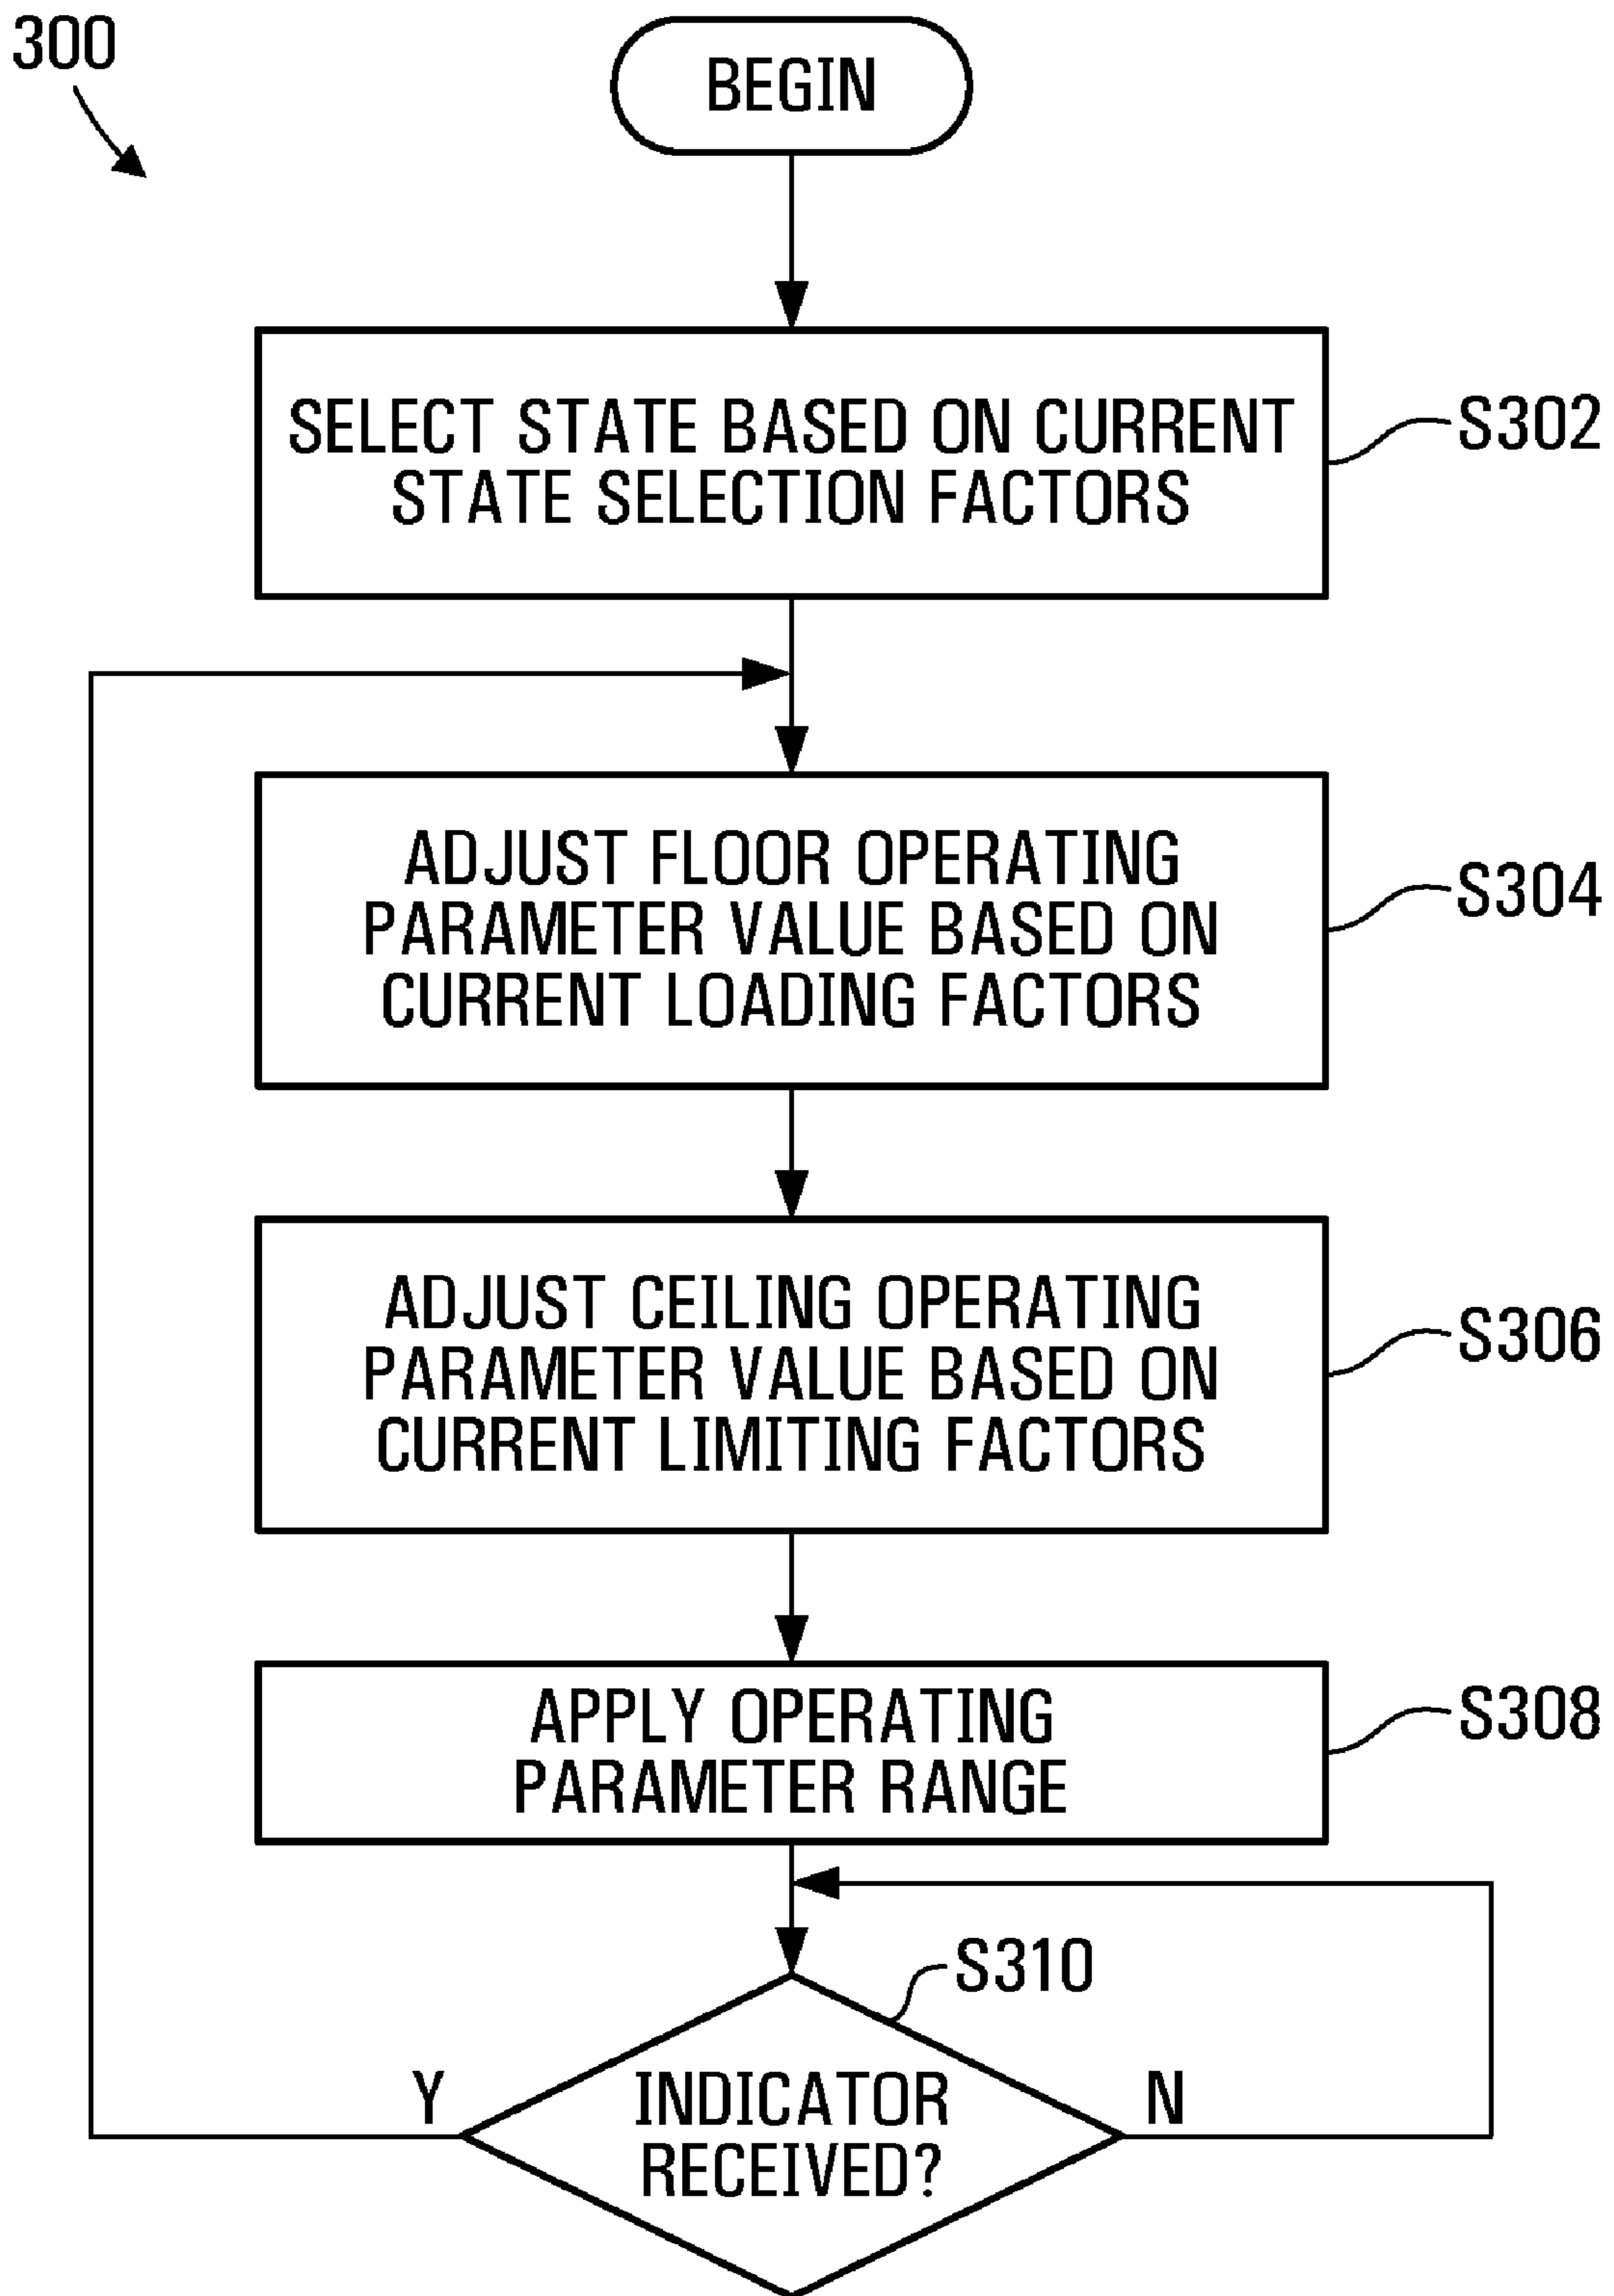 300
BEGIN
SELECT STATE BASED ON CURRENT
STATE SELECTION FACTORS
S302
ADJUST FLOOR OPERATING
PARAMETER VALUE BASED ON
CURRENT LOADING FACTORS
S304
ADJUST CEILING OPERATING
PARAMETER VALUE BASED ON
CURRENT LIMITING FACTORS
S306
APPLY OPERATING
PARAMETER RANGE
S308
S310
Y
INDICATOR
RECEIVED?
N